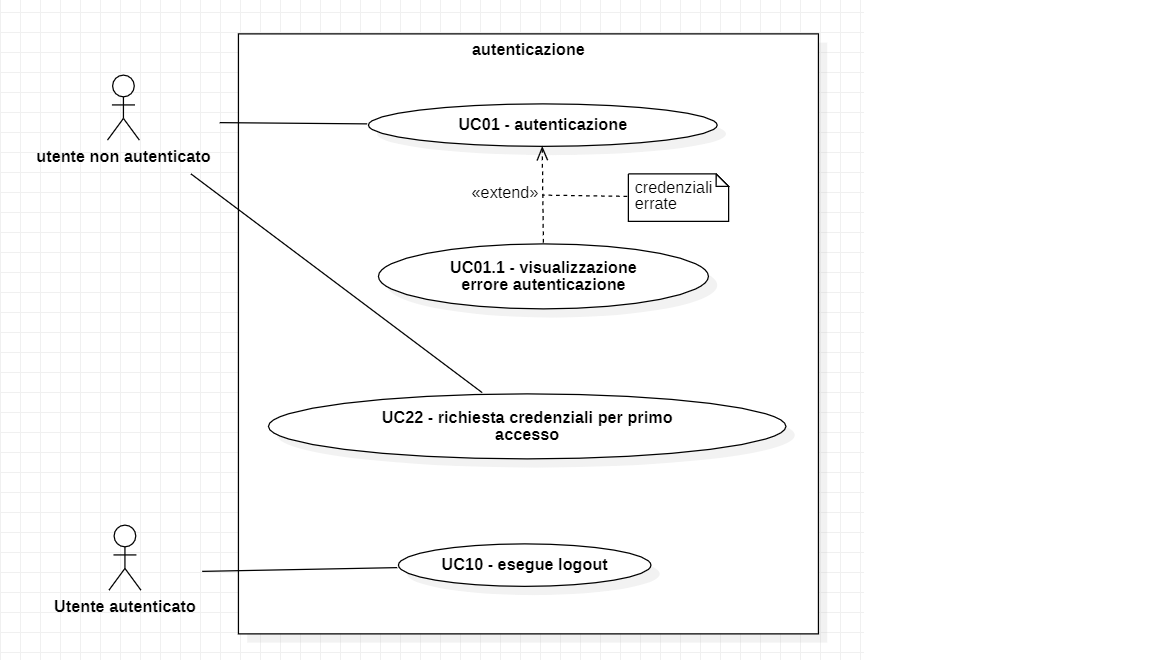 autenticazione
UC01 - autenticazione
utente non autenticato
«extend»
credenziali
errate
UC01.1 - visualizzazione
errore autenticazione
UC22 - richiesta credenziali per primo
accesso
UC10 - esegue logout
Utente autenticato